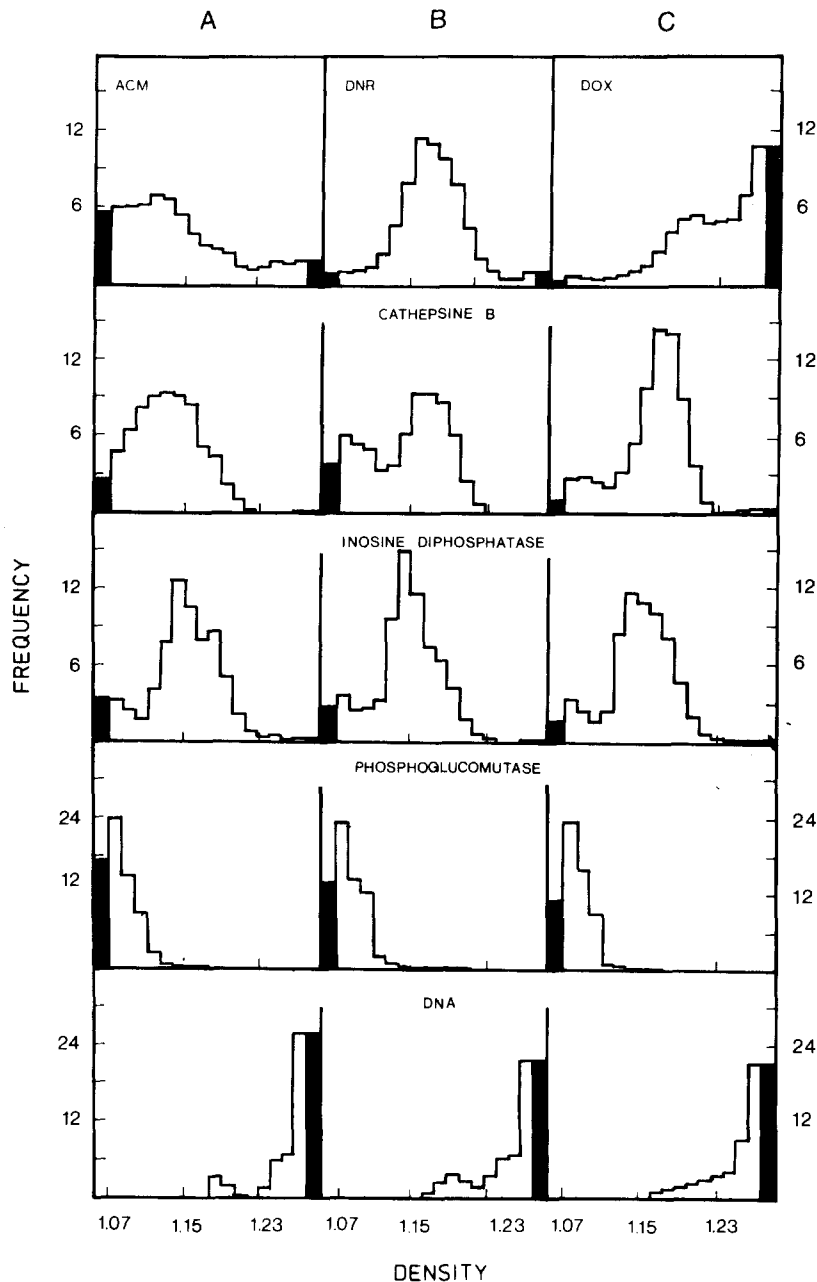 A B C
ACM DNR DOX
12 12
6 6
CATHEPSINE B
12 12
6 6
INOSINE DIPHOSPHATASE
12 12
6 6
PHOSPHOGLUCOMUTASE
24 24
12 12
DNA
24 24
12 12
1.07 1.15 1.23 1.07 1.15 1.23 1.07 1.15 1.23
FREQUENCY
DENSITY